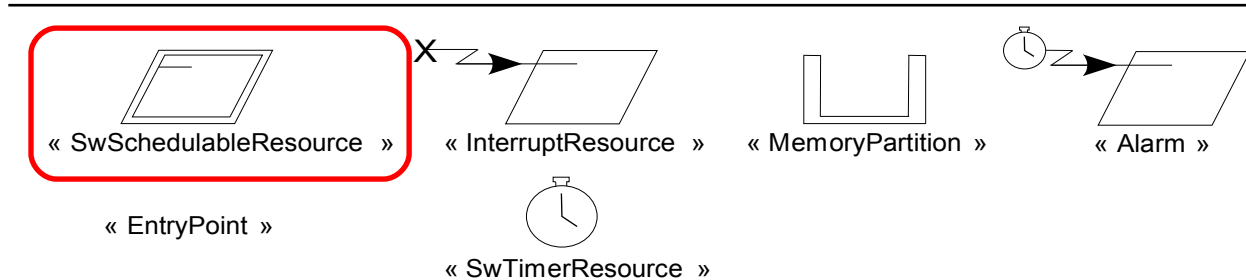 « SwSchedulableResource »
« InterruptResource »
« MemoryPartition »
« Alarm »
« EntryPoint »
« SwTimerResource »